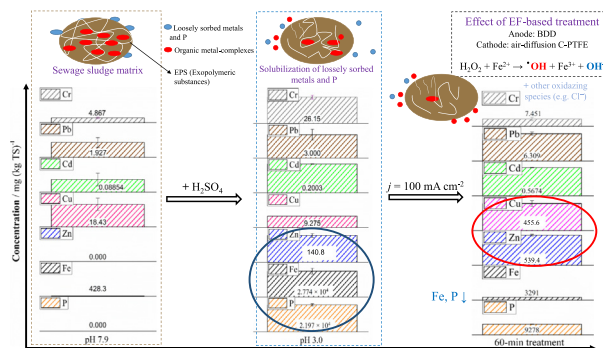 Loosely sorbed metals
and P
Organic metal-complexes
Sewage sludge matrix
EPS (Exopolymeric
substances)
Solubilization of lossely sorbed
metals and P
Effect of EF-based treatment
Anode: BDD
Cathode: air-diffusion C-PTFE
H₂O₂ + Fe²⁺ → •OH + Fe³⁺ + OH⁻
+ other oxidazing
species (e.g. Cl⁻)
Concentration / mg (kg TS)⁻¹
Cr
4.867
Pb
1.927
Cd
0.08854
Cu
18.43
Zn
0.000
Fe
428.3
P
0.000
pH 7.9
+ H₂SO₄
Cr
26.15
Pb
3.000
Cd
0.2003
Cu
9.275
Zn
140.8
Fe
2.774 × 10⁴
P
2.197 × 10⁴
pH 3.0
j = 100 mA cm⁻²
Cr
7.451
Pb
6.309
Cd
0.5674
Cu
455.6
Zn
539.4
Fe
Fe, P ↓
3291
P
9278
60-min treatment